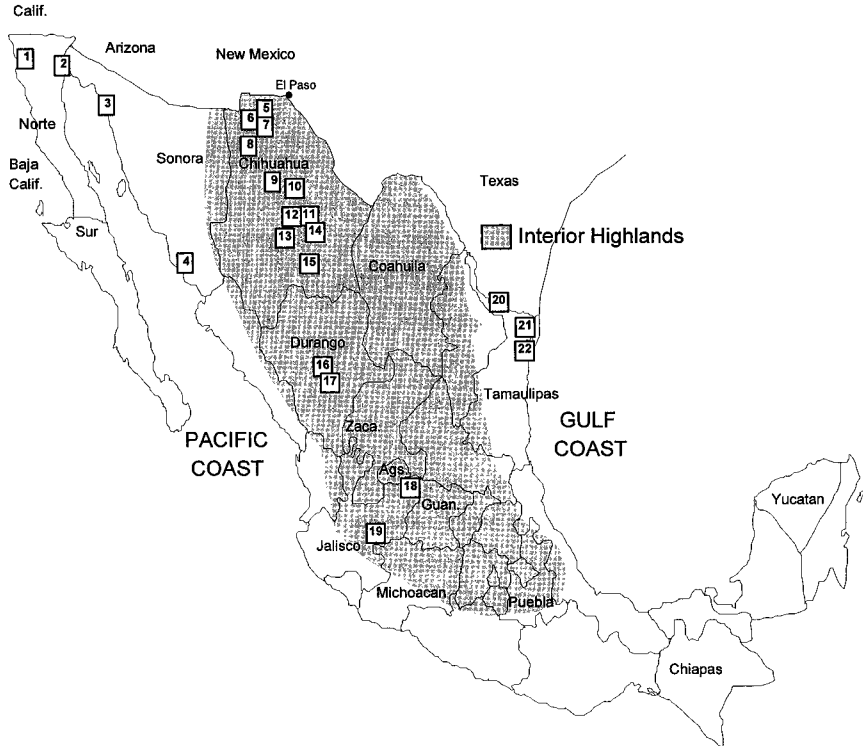 Calif.
Arizona
New Mexico
El Paso
1
2
3
5
6
7
Norte
8
Sonora
Chihuahua
Baja
Calif.
9
10
Texas
Sur
12
11
13
14
Interior Highlands
4
15
Coahuila
20
21
22
Durango
16
17
Tamaulipas
PACIFIC
COAST
GULF
COAST
Zaca.
Ags.
18
Guan.
Yucatan
19
Jalisco
Michoacan
Puebla
Chiapas